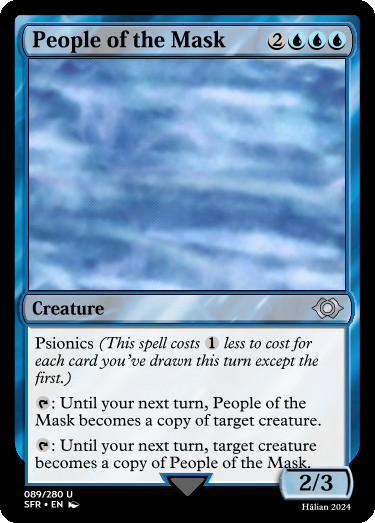 People of the Mask 2
Creature
Psionics (This spell costs 1 less to cost for
each card you've drawn this turn except the
first.)
: Until your next turn, People of the
Mask becomes a copy of target creature.
: Until your next turn, target creature
becomes a copy of People of the Mask.
2/3
089/280 U
SFR • EN
Hălian 2024